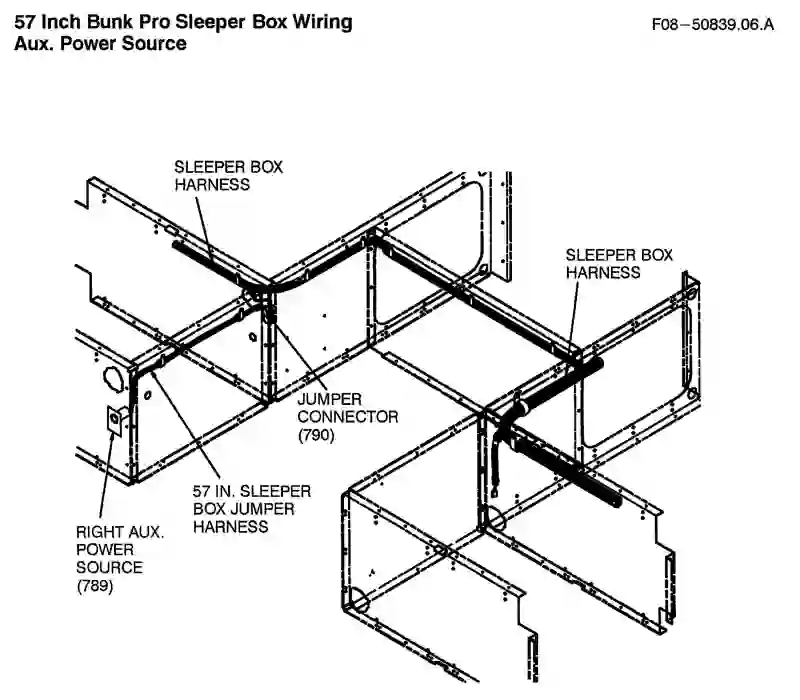 57 Inch Bunk Pro Sleeper Box Wiring
Aux. Power Source
F08–50839.06.A
SLEEPER BOX
HARNESS
SLEEPER BOX
HARNESS
JUMPER
CONNECTOR
(790)
57 IN. SLEEPER
BOX JUMPER
HARNESS
RIGHT AUX.
POWER
SOURCE
(789)